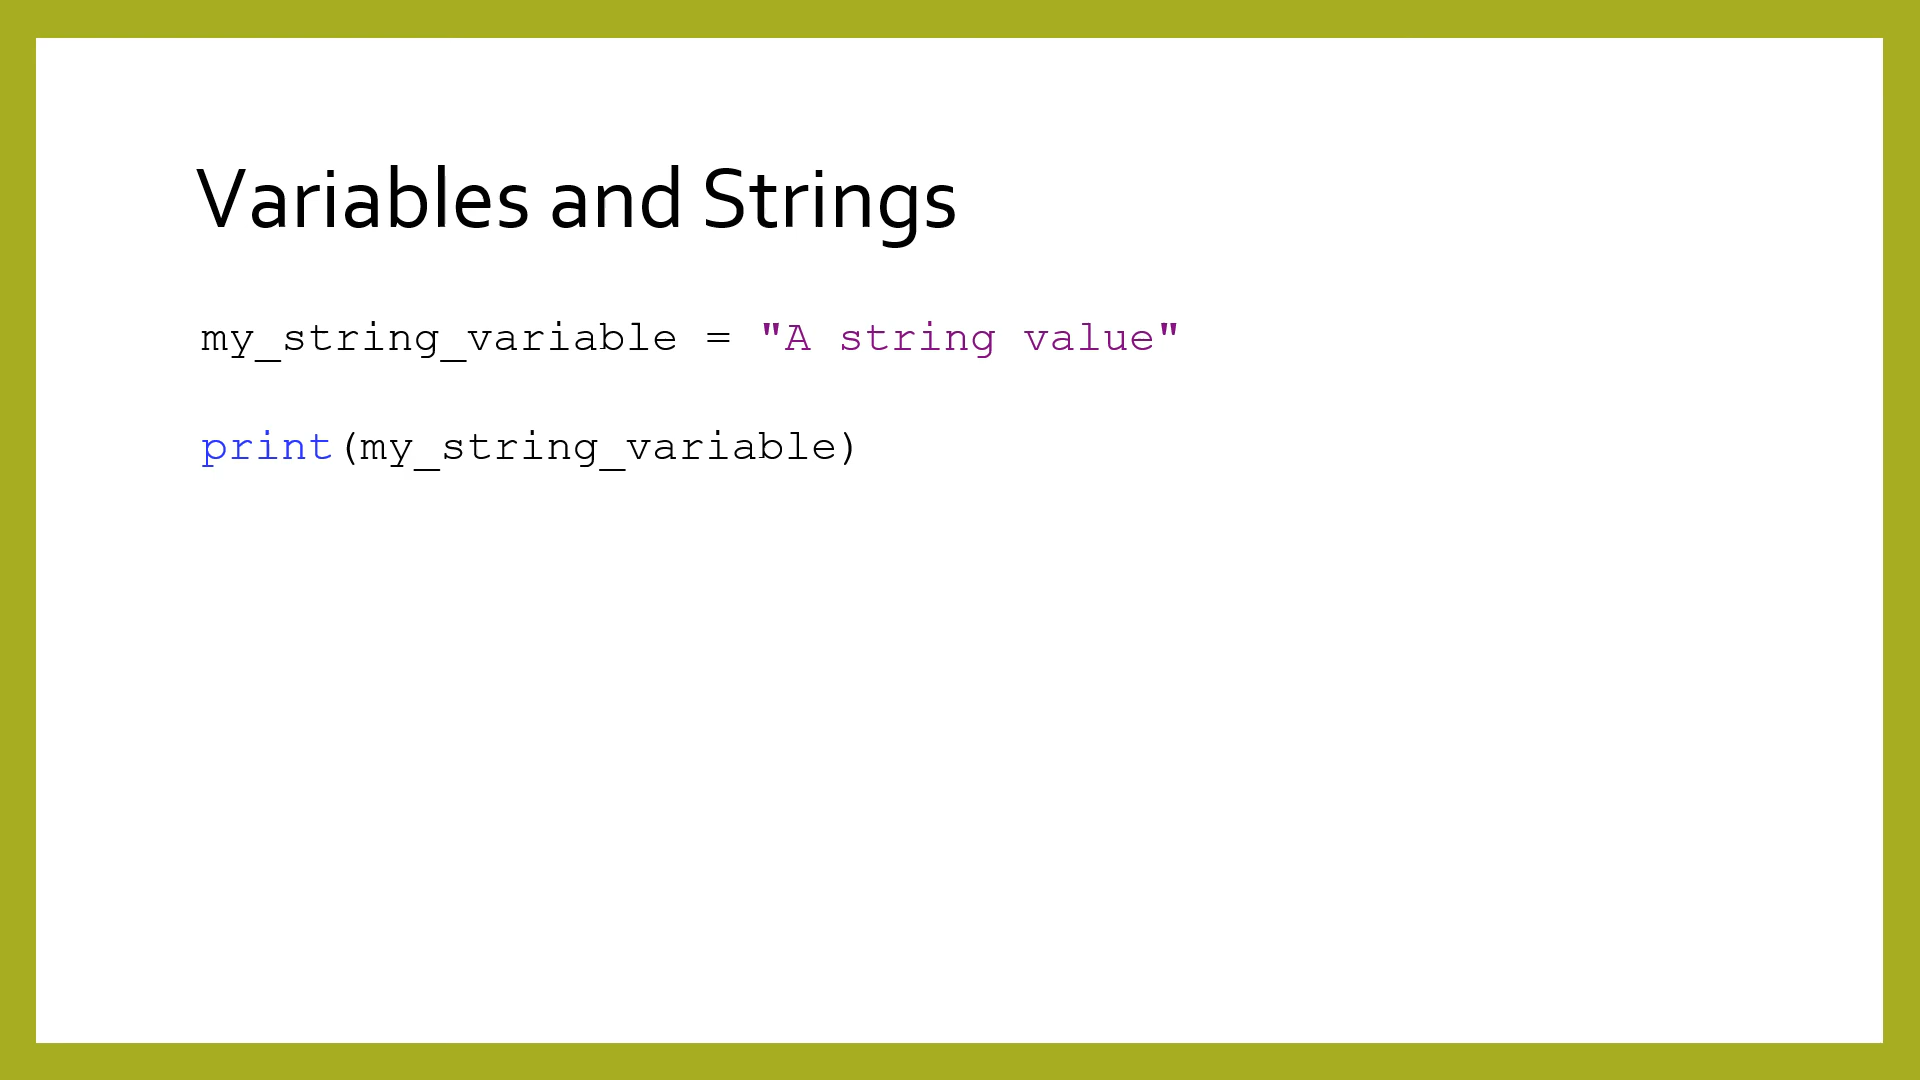 Variables and Strings
my_string_variable = "A string value"
print(my_string_variable)